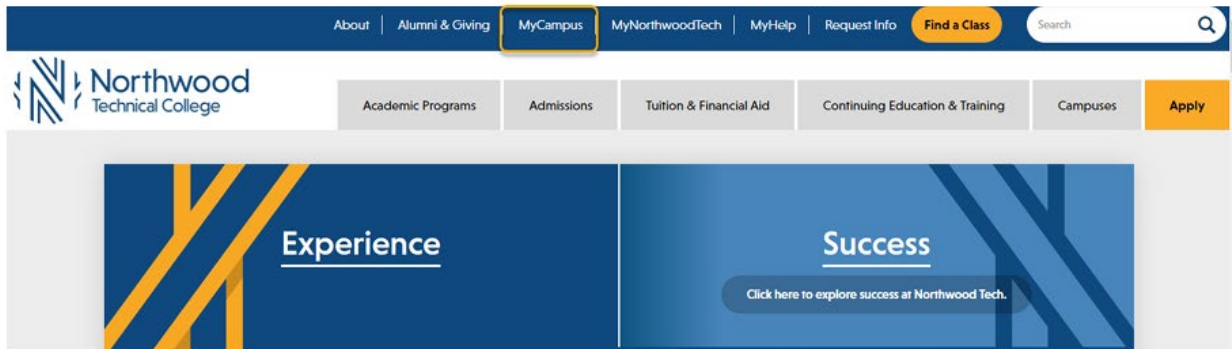 About | Alumni & Giving | MyCampus | MyNorthwoodTech | MyHelp | Request Info Find a Class Search
Northwood
Technical College
Academic Programs Admissions Tuition & Financial Aid Continuing Education & Training Campuses Apply
Experience Success
Click here to explore success at Northwood Tech.